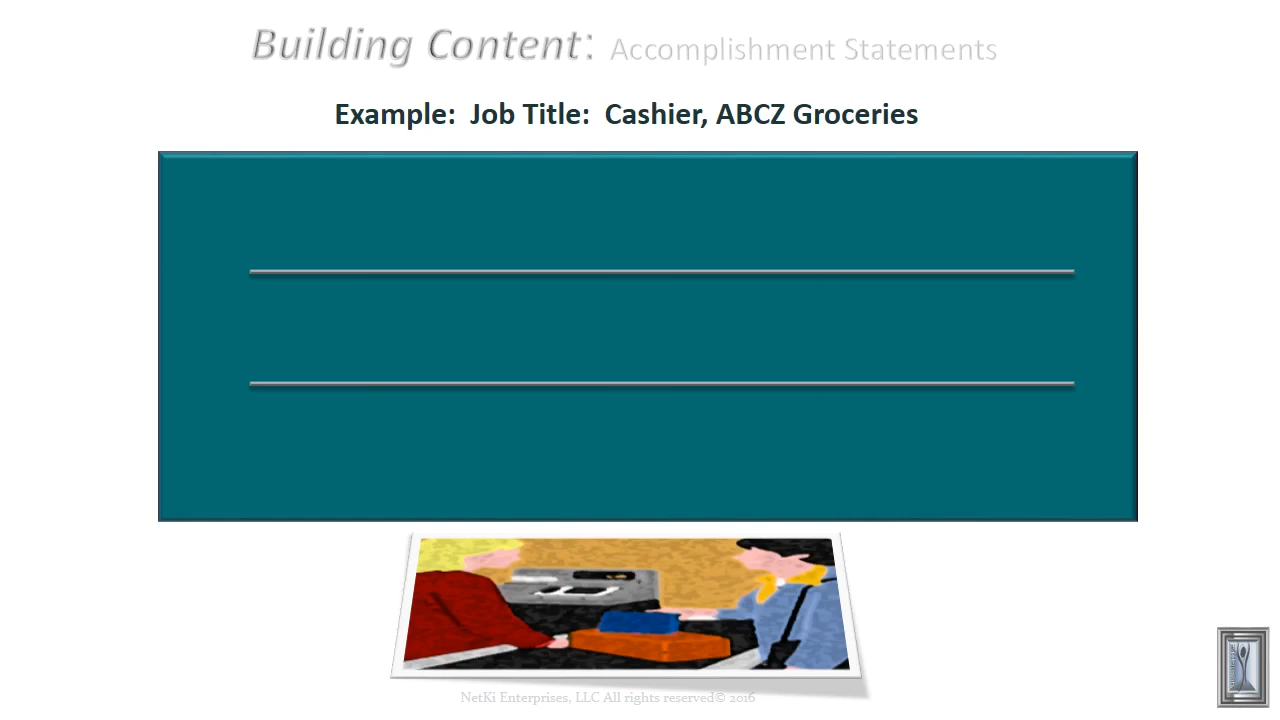 Building Content: Accomplishment Statements
Example: Job Title: Cashier, ABCZ Groceries
NetKi Enterprises, LLC All rights reserved© 2016